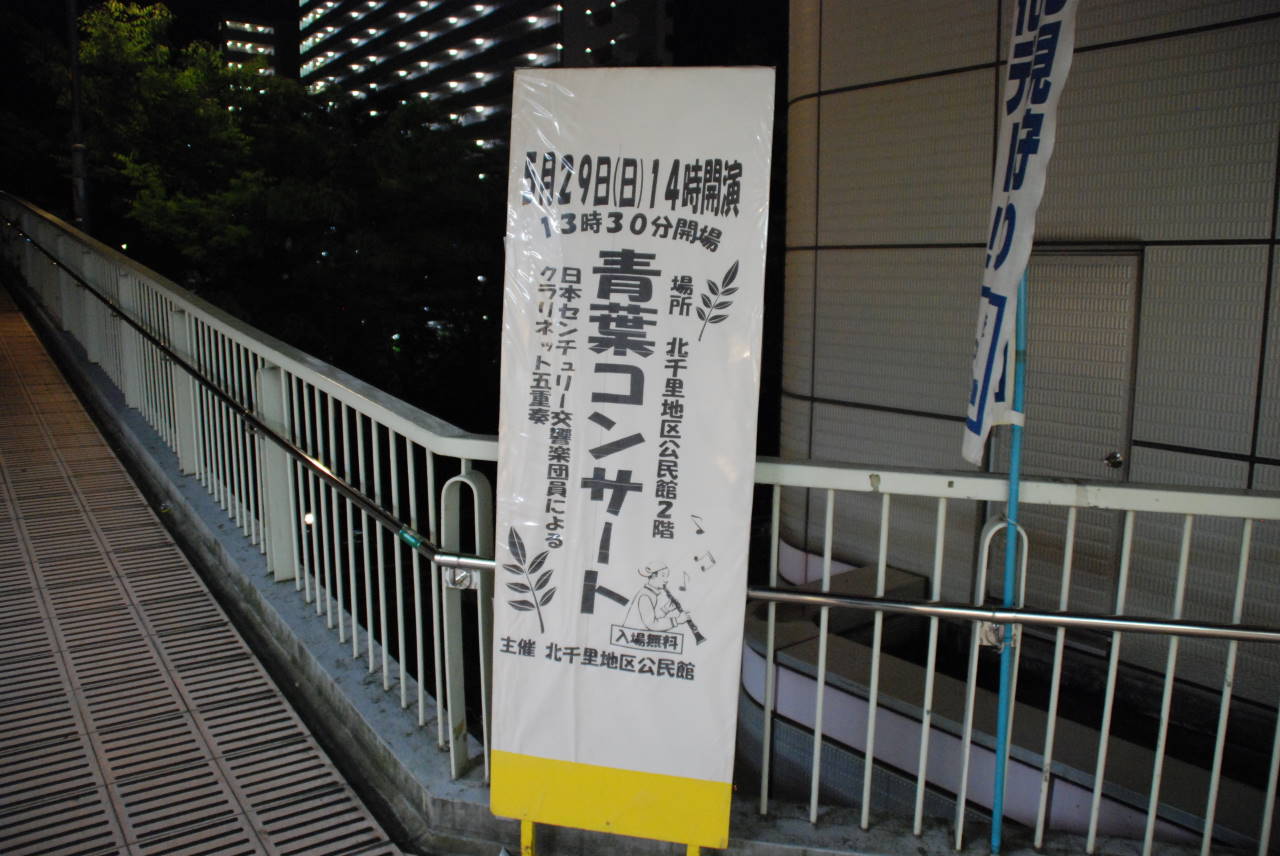 5月29日(日)14時開演
13時30分開場
場所 北千里地区公民館2階
青葉コンサート
日本センチュリー交響楽団員による
クラリネット五重奏
入場無料
主催 北千里地区公民館